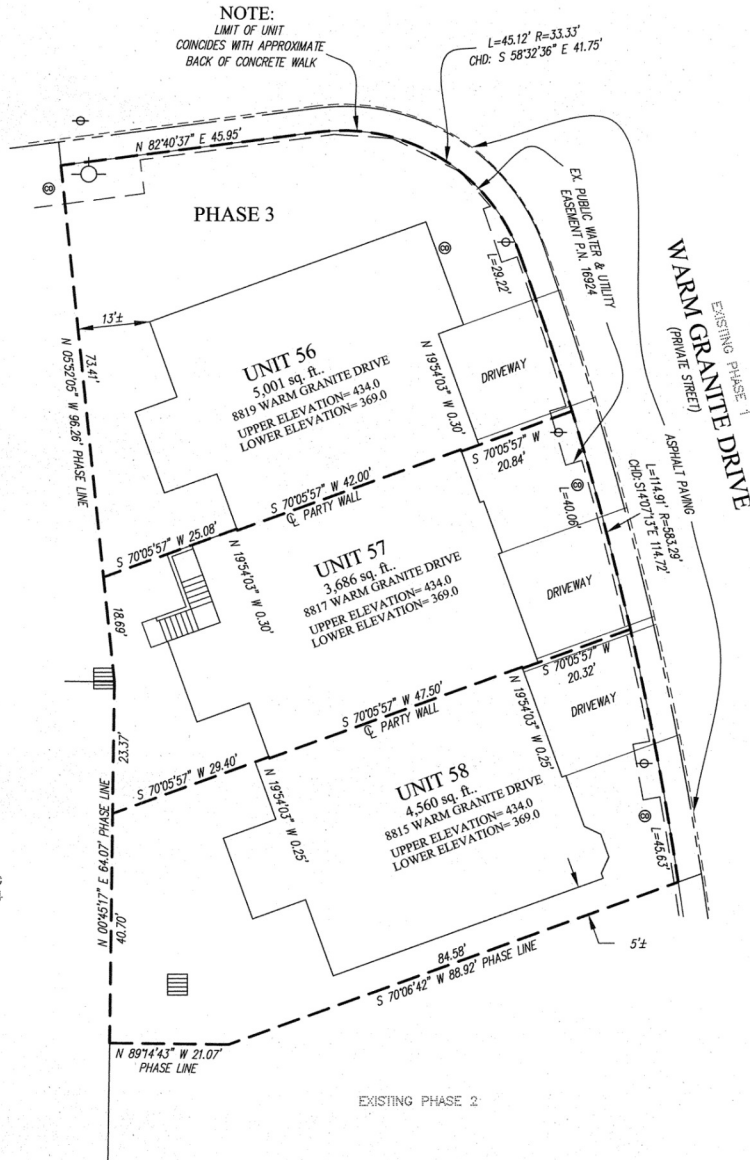 NOTE:
LIMIT OF UNIT
COINCIDES WITH APPROXIMATE
BACK OF CONCRETE WALK
L=45.12' R=33.33'
CHD: S 58°32'36" E 41.75'
N 82°40'37" E 45.95'
PHASE 3
EX. PUBLIC WATER & UTILITY
EASEMENT P.N. 16924
EXISTING PHASE 1
WARM GRANITE DRIVE
(PRIVATE STREET)
L=29.22'
13'±
N 05°52'05" W 96.26' PHASE LINE
73.41'
UNIT 56
5,001 sq. ft..
8819 WARM GRANITE DRIVE
UPPER ELEVATION= 434.0
LOWER ELEVATION= 369.0
N 19°54'03" W 0.30'
DRIVEWAY
S 70°05'57" W
20.84'
ASPHALT PAVING
L=114.91' R=583.29'
CHD:S14°07'13"E 114.72'
S 70°05'57" W 42.00'
℄ PARTY WALL
S 70°05'57" W 25.08'
L=40.06'
N 19°54'03" W 0.30'
UNIT 57
3,686 sq. ft..
8817 WARM GRANITE DRIVE
UPPER ELEVATION= 434.0
LOWER ELEVATION= 369.0
DRIVEWAY
18.69'
S 70°05'57" W
20.32'
S 70°05'57" W 47.50'
℄ PARTY WALL
N 19°54'03" W 0.25'
DRIVEWAY
23.37'
S 70°05'57" W 29.40'
N 19°54'03" W 0.25'
UNIT 58
4,560 sq. ft..
8815 WARM GRANITE DRIVE
UPPER ELEVATION= 434.0
LOWER ELEVATION= 369.0
L=45.63'
N 00°45'17" E 64.07' PHASE LINE
40.70'
5'±
84.58'
S 70°06'42" W 88.92' PHASE LINE
N 89°14'43" W 21.07'
PHASE LINE
EXISTING PHASE 2